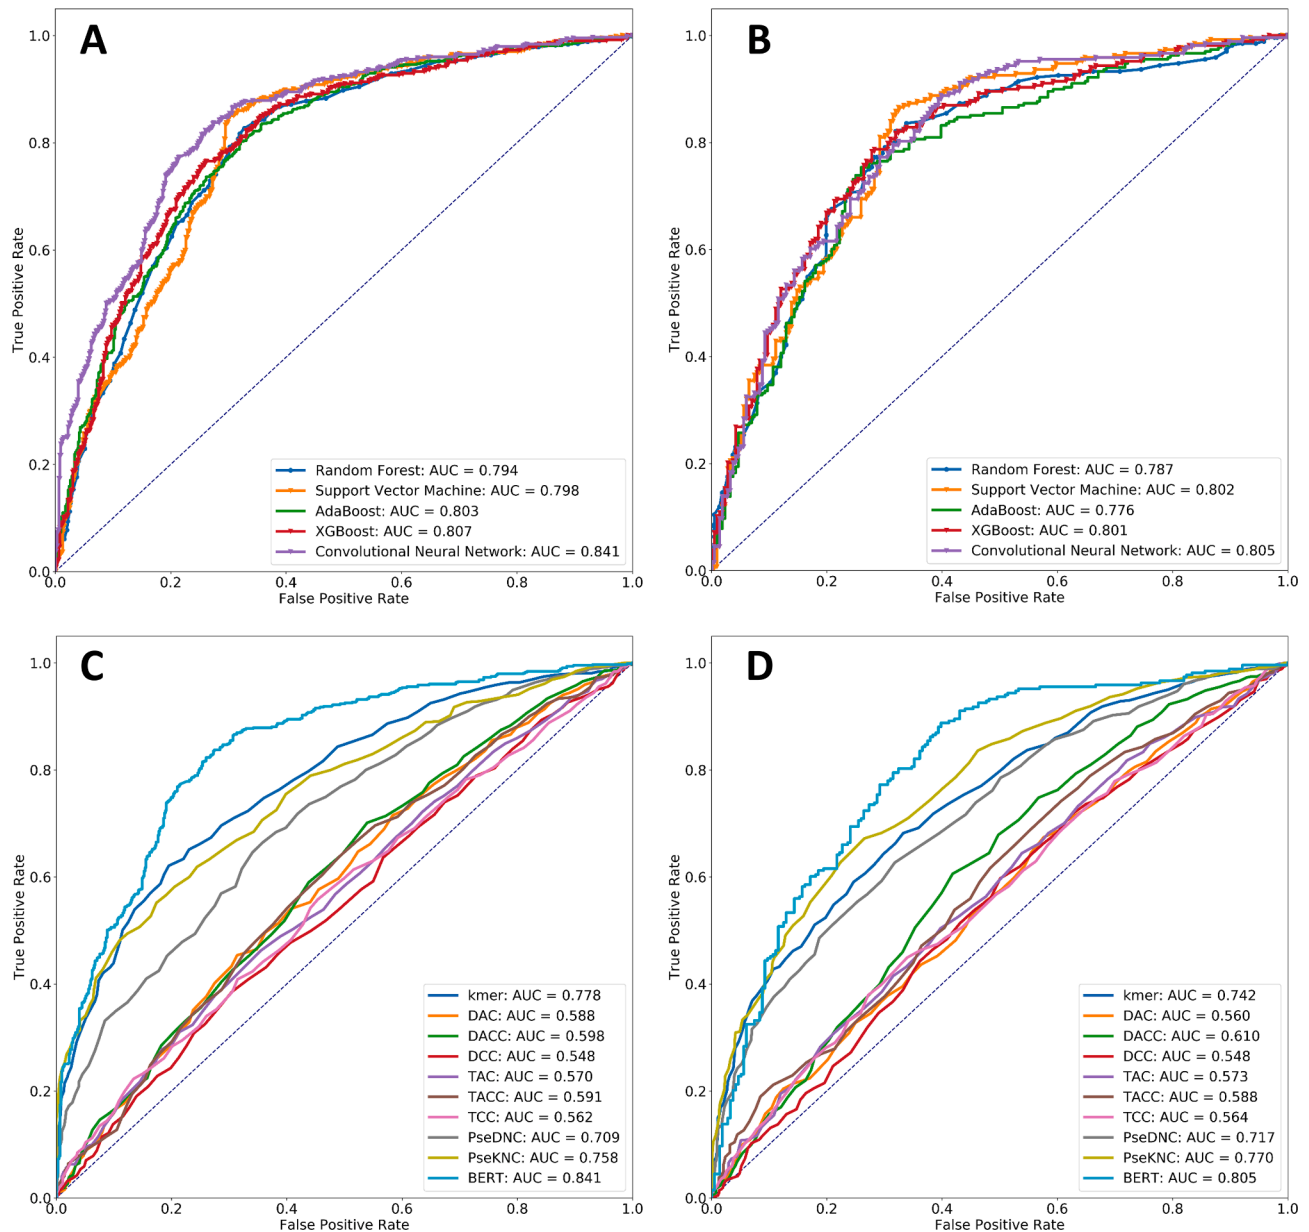 A
1.0
0.8
0.6
0.4
0.2
0.0
True Positive Rate
Random Forest: AUC = 0.794
Support Vector Machine: AUC = 0.798
AdaBoost: AUC = 0.803
XGBoost: AUC = 0.807
Convolutional Neural Network: AUC = 0.841
0.0 0.2 0.4 0.6 0.8 1.0
False Positive Rate
B
1.0
0.8
0.6
0.4
0.2
0.0
True Positive Rate
Random Forest: AUC = 0.787
Support Vector Machine: AUC = 0.802
AdaBoost: AUC = 0.776
XGBoost: AUC = 0.801
Convolutional Neural Network: AUC = 0.805
0.0 0.2 0.4 0.6 0.8 1.0
False Positive Rate
C
1.0
0.8
0.6
0.4
0.2
0.0
True Positive Rate
kmer: AUC = 0.778
DAC: AUC = 0.588
DACC: AUC = 0.598
DCC: AUC = 0.548
TAC: AUC = 0.570
TACC: AUC = 0.591
TCC: AUC = 0.562
PseDNC: AUC = 0.709
PseKNC: AUC = 0.758
BERT: AUC = 0.841
0.0 0.2 0.4 0.6 0.8 1.0
False Positive Rate
D
1.0
0.8
0.6
0.4
0.2
0.0
True Positive Rate
kmer: AUC = 0.742
DAC: AUC = 0.560
DACC: AUC = 0.610
DCC: AUC = 0.548
TAC: AUC = 0.573
TACC: AUC = 0.588
TCC: AUC = 0.564
PseDNC: AUC = 0.717
PseKNC: AUC = 0.770
BERT: AUC = 0.805
0.0 0.2 0.4 0.6 0.8 1.0
False Positive Rate